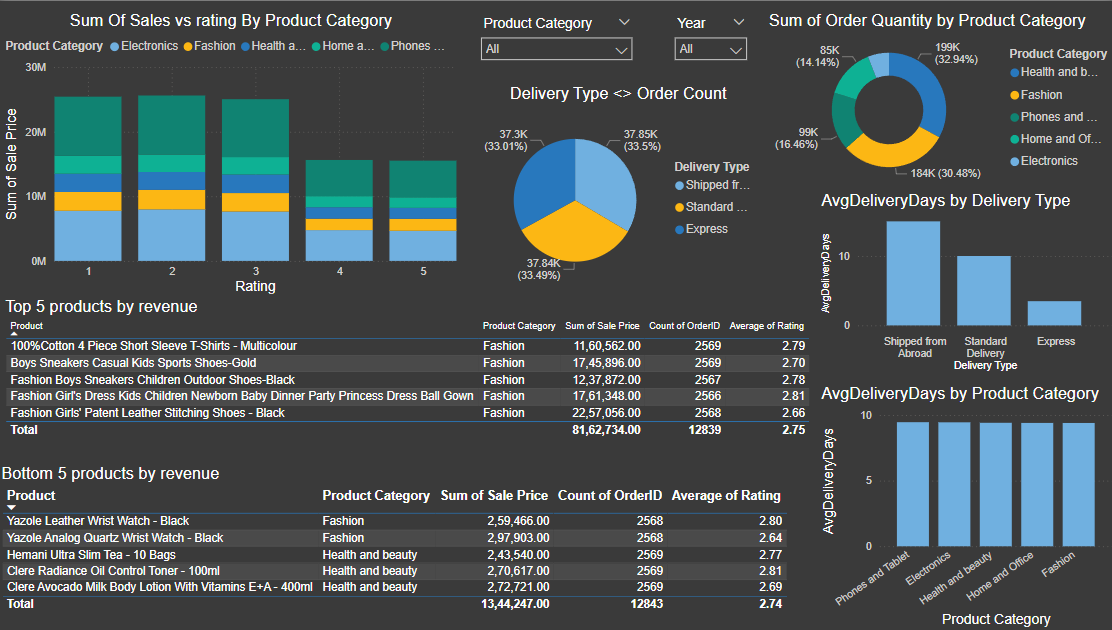 Sum Of Sales vs rating By Product Category
Product Category Electronics Fashion Health a... Home a... Phones ...
30M
20M
10M
0M
Sum of Sale Price
1 2 3 4 5
Rating
Product Category
All
Year
All
Delivery Type <> Order Count
37.3K
(33.01%)
37.85K
(33.5%)
37.84K
(33.49%)
Delivery Type
Shipped fr...
Standard ...
Express
Sum of Order Quantity by Product Category
85K
(14.14%)
199K
(32.94%)
99K
(16.46%)
184K (30.48%)
Product Category
Health and b...
Fashion
Phones and ...
Home and Of...
Electronics
AvgDeliveryDays by Delivery Type
AvgDeliveryDays
10
0
Shipped from
Abroad
Standard
Delivery
Express
Delivery Type
Top 5 products by revenue
Product Product Category Sum of Sale Price Count of OrderID Average of Rating
100%Cotton 4 Piece Short Sleeve T-Shirts - Multicolour Fashion 11,60,562.00 2569 2.79
Boys Sneakers Casual Kids Sports Shoes-Gold Fashion 17,45,896.00 2569 2.70
Fashion Boys Sneakers Children Outdoor Shoes-Black Fashion 12,37,872.00 2567 2.78
Fashion Girl's Dress Kids Children Newborn Baby Dinner Party Princess Dress Ball Gown Fashion 17,61,348.00 2566 2.81
Fashion Girls' Patent Leather Stitching Shoes - Black Fashion 22,57,056.00 2568 2.66
Total 81,62,734.00 12839 2.75
AvgDeliveryDays by Product Category
AvgDeliveryDays
10
5
0
Phones and Tablet
Electronics
Health and beauty
Home and Office
Fashion
Product Category
Bottom 5 products by revenue
Product Product Category Sum of Sale Price Count of OrderID Average of Rating
Yazole Leather Wrist Watch - Black Fashion 2,59,466.00 2568 2.80
Yazole Analog Quartz Wrist Watch - Black Fashion 2,97,903.00 2568 2.64
Hemani Ultra Slim Tea - 10 Bags Health and beauty 2,43,540.00 2569 2.77
Clere Radiance Oil Control Toner - 100ml Health and beauty 2,70,617.00 2569 2.81
Clere Avocado Milk Body Lotion With Vitamins E+A - 400ml Health and beauty 2,72,721.00 2569 2.69
Total 13,44,247.00 12843 2.74